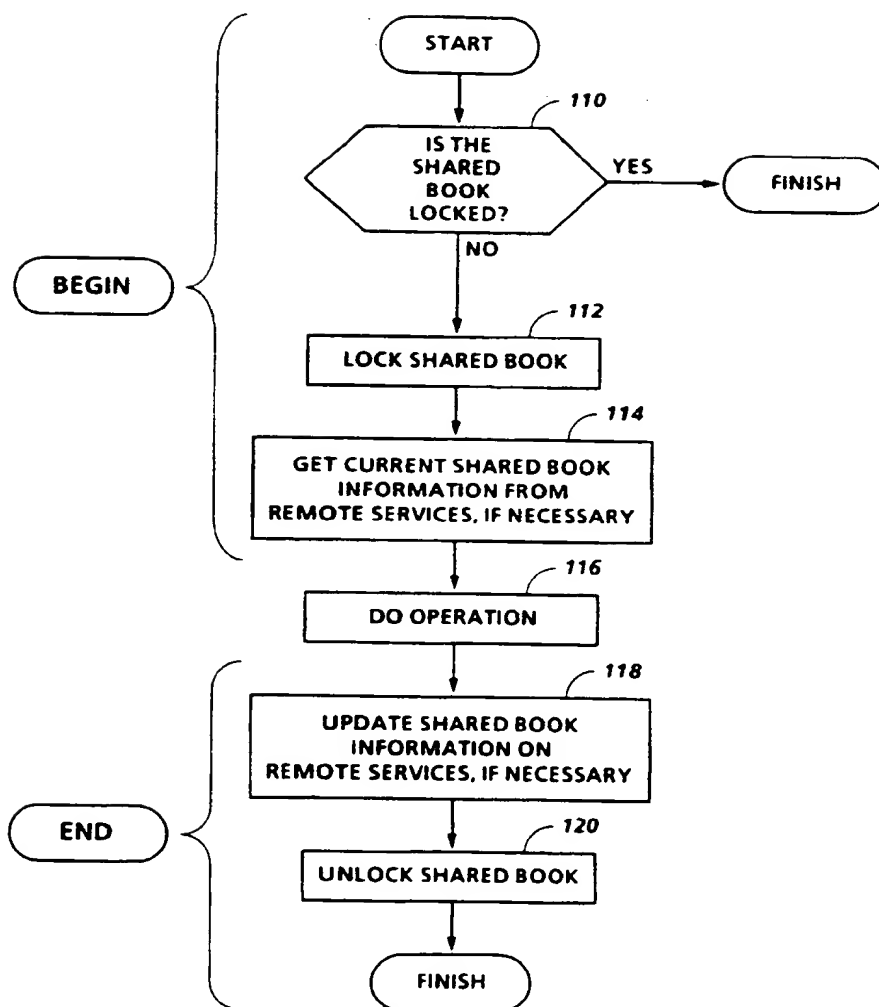 START
110
IS THE
SHARED
BOOK
LOCKED?
YES
FINISH
NO
BEGIN
112
LOCK SHARED BOOK
114
GET CURRENT SHARED BOOK
INFORMATION FROM
REMOTE SERVICES, IF NECESSARY
116
DO OPERATION
118
UPDATE SHARED BOOK
INFORMATION ON
REMOTE SERVICES, IF NECESSARY
END
120
UNLOCK SHARED BOOK
FINISH